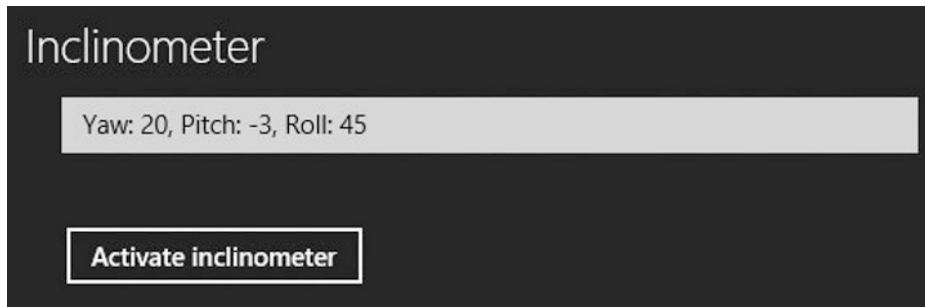 Inclinometer
Yaw: 20, Pitch: -3, Roll: 45
Activate inclinometer